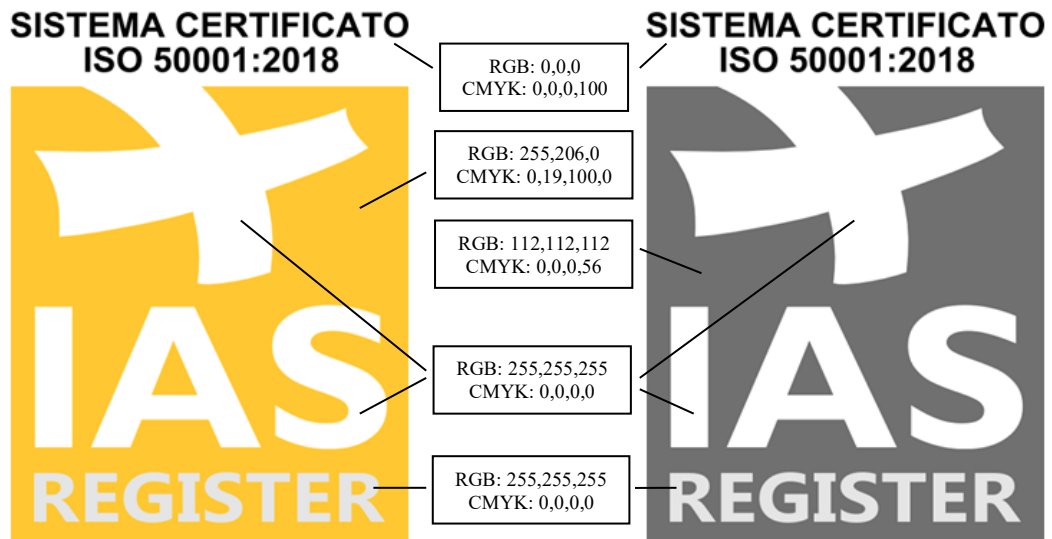 SISTEMA CERTIFICATO
ISO 50001:2018
IAS
REGISTER
RGB: 0,0,0
CMYK: 0,0,0,100
RGB: 255,206,0
CMYK: 0,19,100,0
RGB: 112,112,112
CMYK: 0,0,0,56
RGB: 255,255,255
CMYK: 0,0,0,0
RGB: 255,255,255
CMYK: 0,0,0,0
SISTEMA CERTIFICATO
ISO 50001:2018
IAS
REGISTER